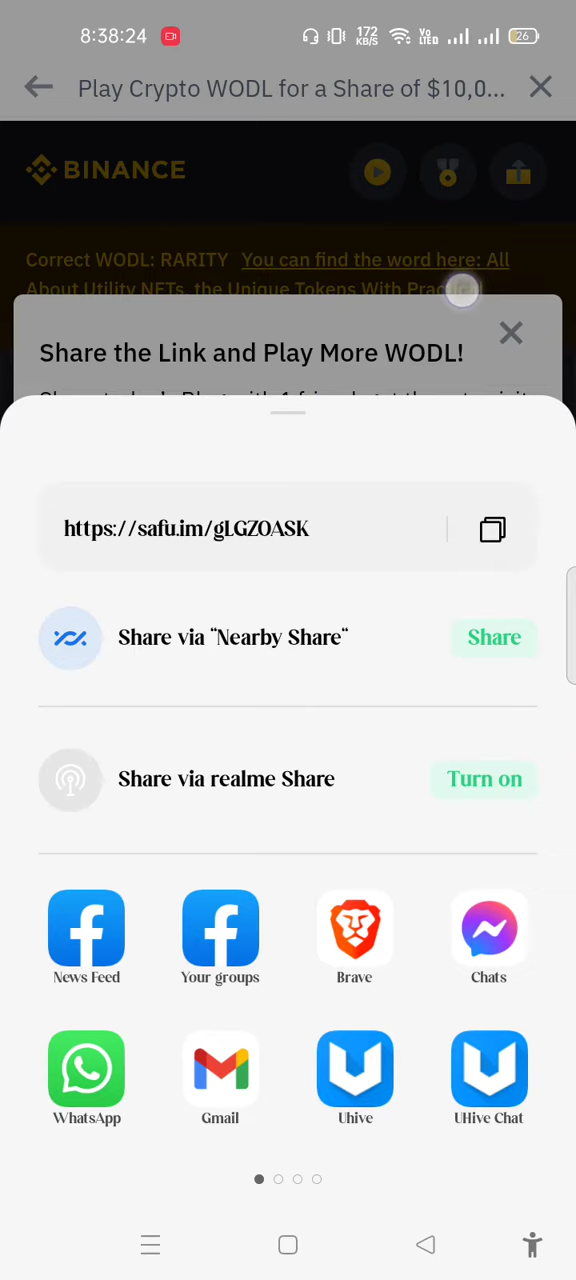 8:38:24
172 KB/S
Vo LTED
26
Play Crypto WODL for a Share of $10,0...
BINANCE
Correct WODL: RARITY You can find the word here: All
About Utility NFTs, the Unique Tokens With
Share the Link and Play More WODL!
https://safu.im/gLGZOASK
Share via "Nearby Share"
Share
Share via realme Share
Turn on
News Feed
Your groups
Brave
Chats
WhatsApp
Gmail
Uhive
UHive Chat